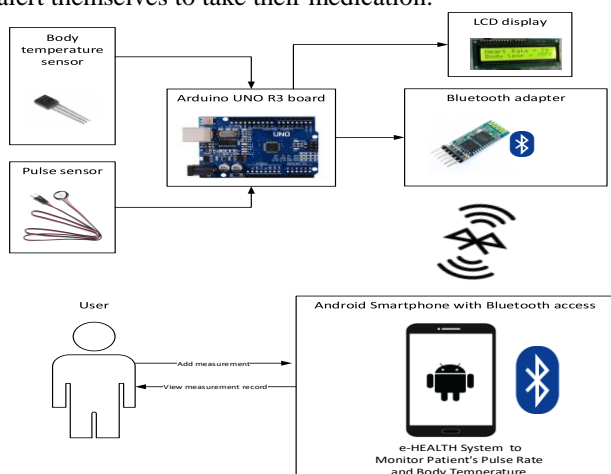 alert themselves to take their medication.
LCD display
Body
temperature
sensor
Arduino UNO R3 board
Bluetooth adapter
UNO
Pulse sensor
User
Android Smartphone with Bluetooth access
Add measurement
View measurement record
e-HEALTH System to
Monitor Patient's Pulse Rate
and Body Temperature